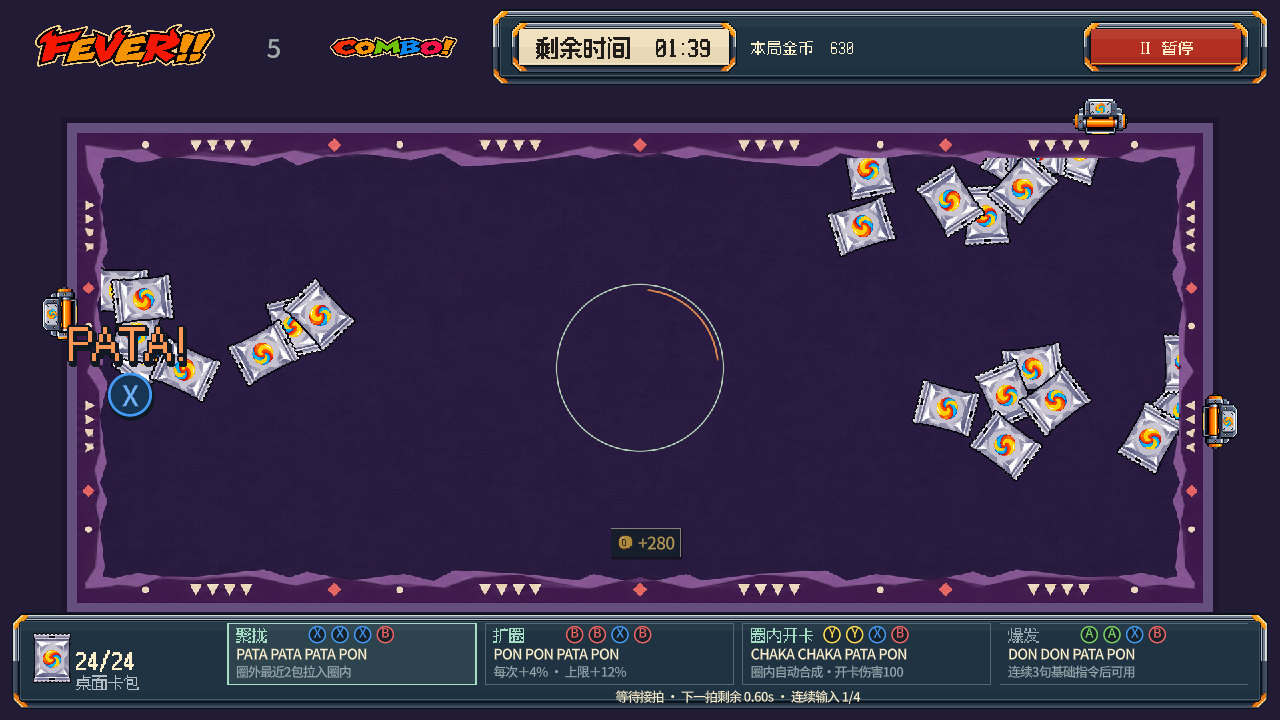 FEVER!!
5
COMBO!
剩余时间 01:39
本局金币 630
II 暂停
PATA!
X
+280
24/24
桌面卡包
聚拢 X X X B
PATA PATA PATA PON
圈外最近2包拉入圈内
扩圈 B B X B
PON PON PATA PON
每次+4%·上限+12%
圈内开卡 Y Y X B
CHAKA CHAKA PATA PON
圈内自动合成·开卡伤害100
爆发 A A X B
DON DON PATA PON
连续3句基础指令后可用
等待接拍 · 下一拍剩余 0.60s · 连续输入 1/4